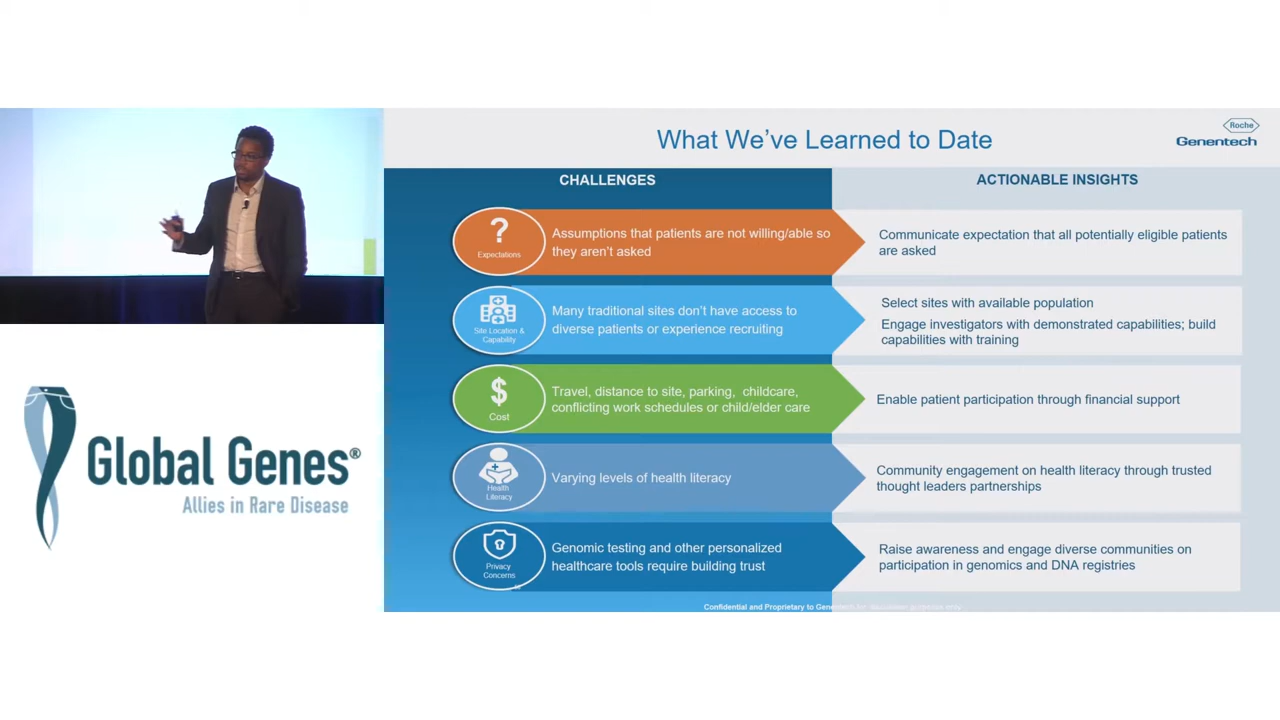 What We've Learned to Date
Roche
Genentech
CHALLENGES
ACTIONABLE INSIGHTS
?
Expectations
Assumptions that patients are not willing/able so
they aren't asked
Communicate expectation that all potentially eligible patients
are asked
Site Location &
Capability
Many traditional sites don't have access to
diverse patients or experience recruiting
Select sites with available population
Engage investigators with demonstrated capabilities; build
capabilities with training
$
Cost
Travel, distance to site, parking, childcare,
conflicting work schedules or child/elder care
Enable patient participation through financial support
Health
Literacy
Varying levels of health literacy
Community engagement on health literacy through trusted
thought leaders partnerships
Privacy
Concerns
Genomic testing and other personalized
healthcare tools require building trust
Raise awareness and engage diverse communities on
participation in genomics and DNA registries
Confidential and Proprietary to Genentech for discussion purpose only
Global Genes®
Allies in Rare Disease